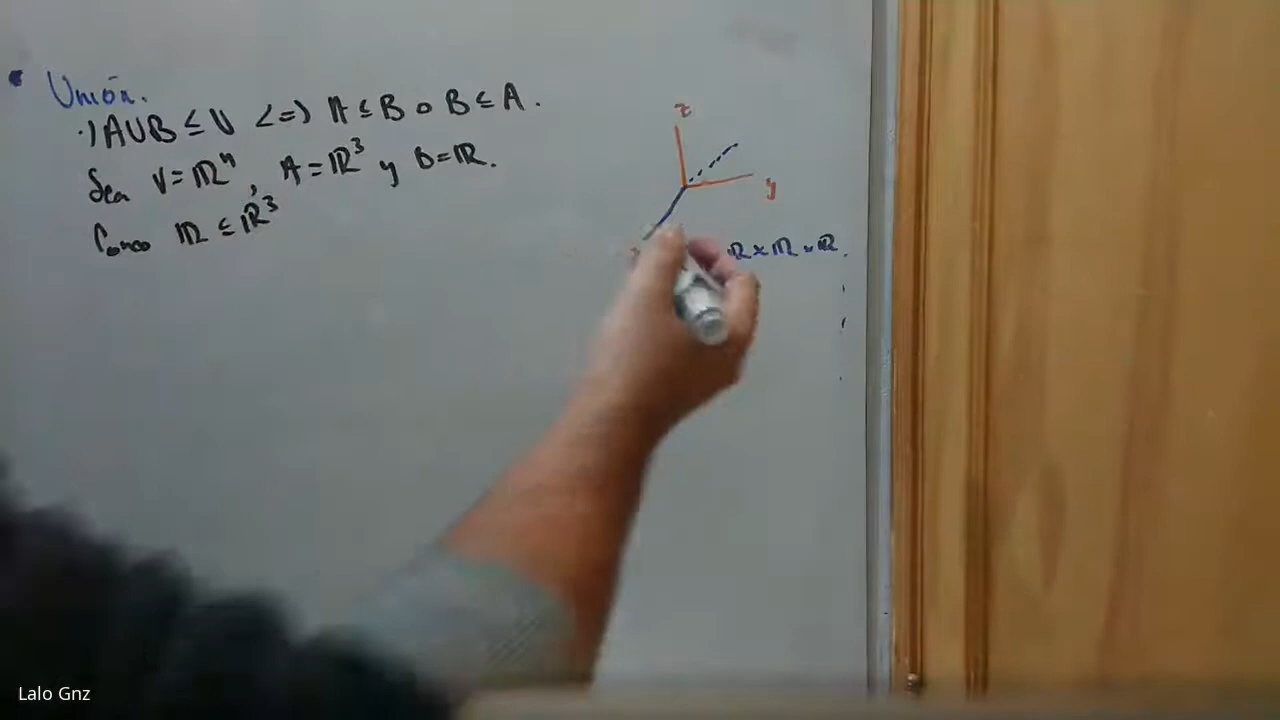 Unión.
·) A∪B ≤ V <=> A ≤ B o B ≤ A.
Sea V = ℝⁿ, A = ℝ³ y B = ℝ.
Como ℝ ≤ ℝ³
z
y
ℝ × ℝ × ℝ.
Lalo Gnz